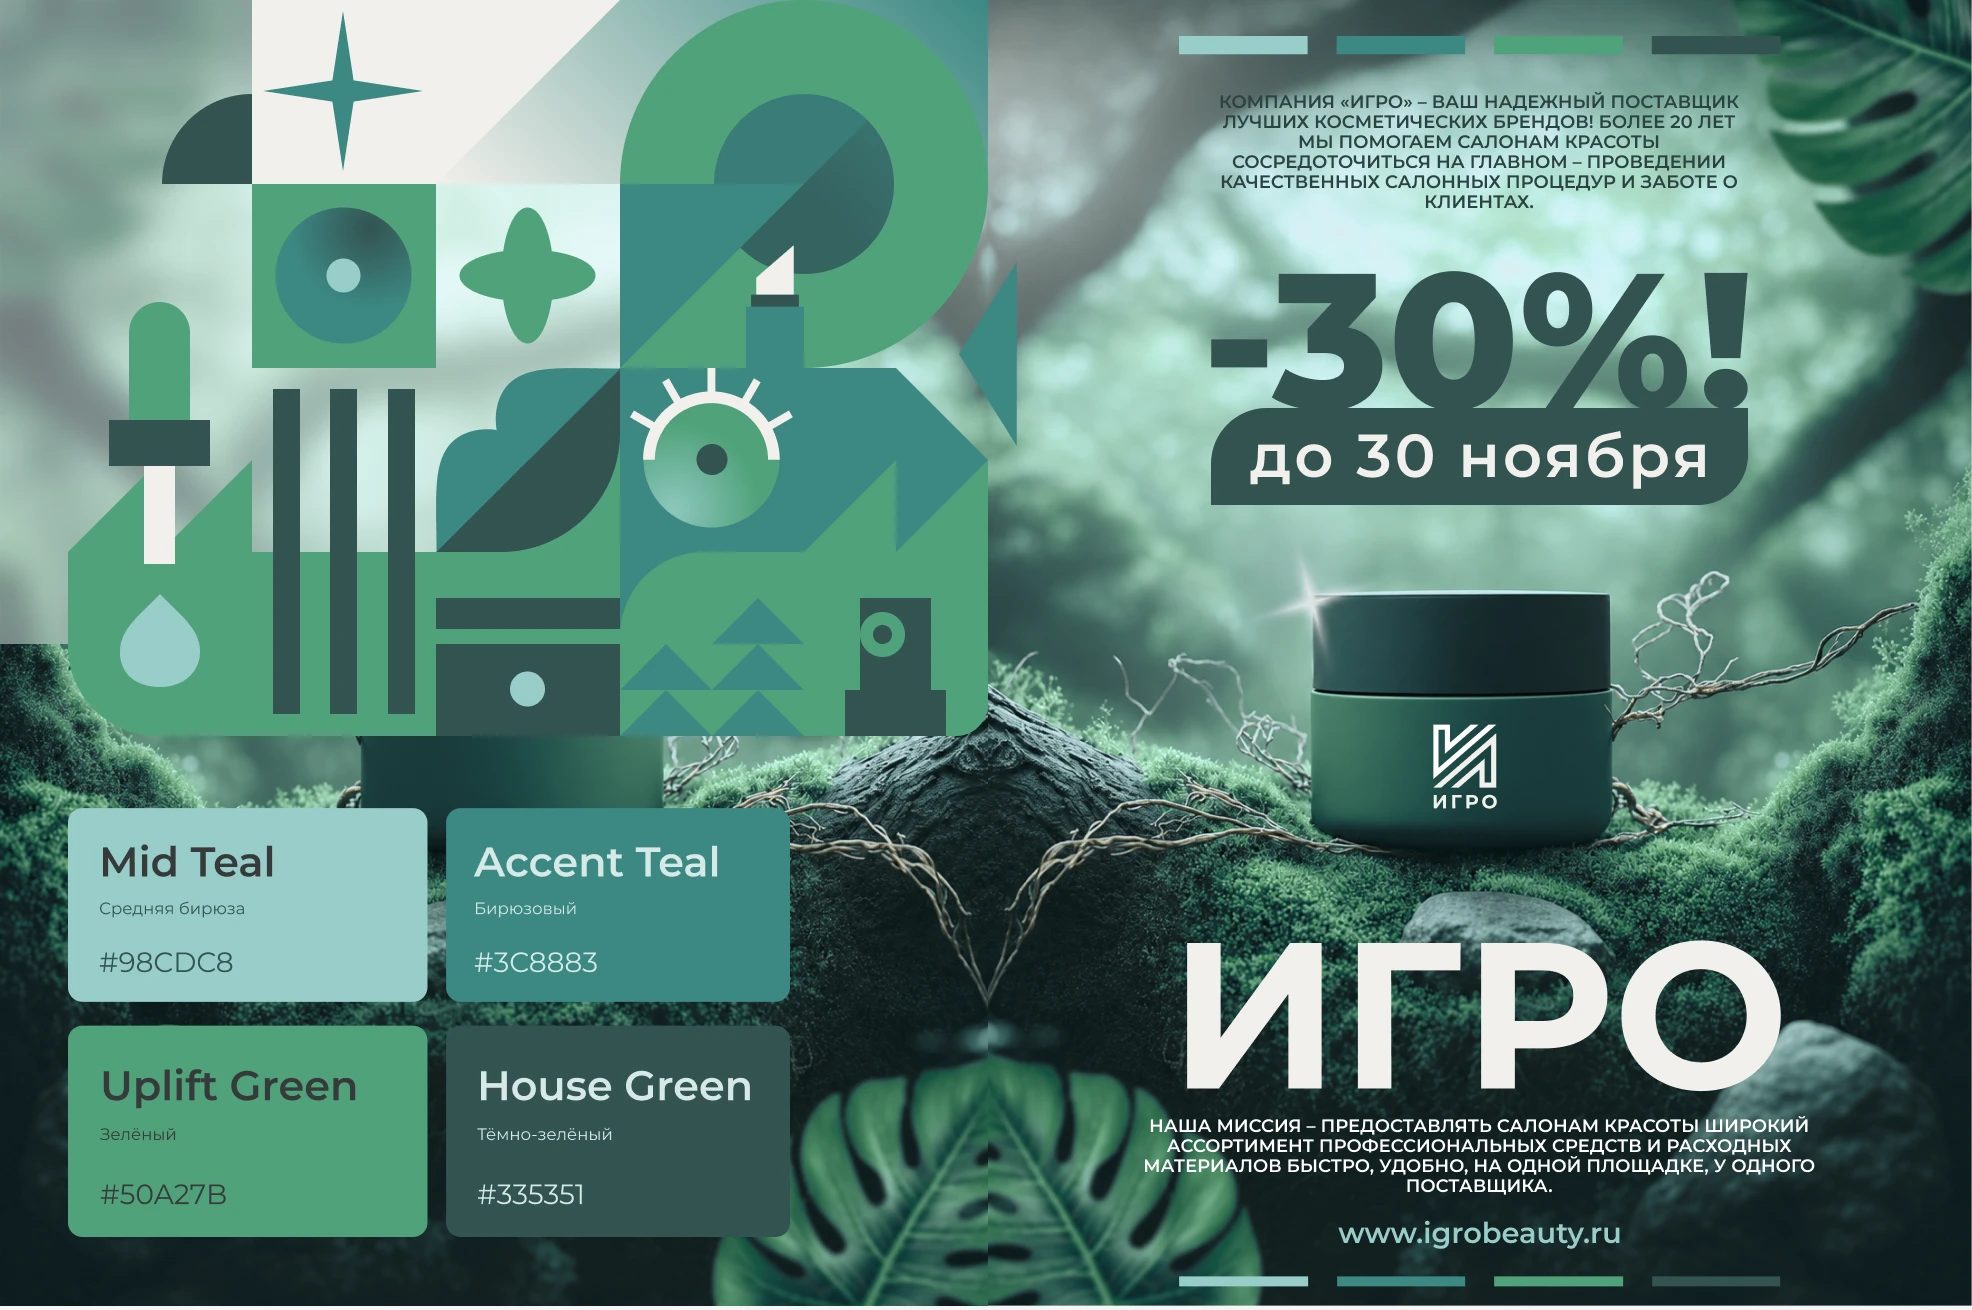 КОМПАНИЯ «ИГРО» – ВАШ НАДЕЖНЫЙ ПОСТАВЩИК
ЛУЧШИХ КОСМЕТИЧЕСКИХ БРЕНДОВ! БОЛЕЕ 20 ЛЕТ
МЫ ПОМОГАЕМ САЛОНАМ КРАСОТЫ
СОСРЕДОТОЧИТЬСЯ НА ГЛАВНОМ – ПРОВЕДЕНИИ
КАЧЕСТВЕННЫХ САЛОННЫХ ПРОЦЕДУР И ЗАБОТЕ О
КЛИЕНТАХ.
-30%!
до 30 ноября
ИГРО
Mid Teal
Средняя бирюза
#98CDC8
Accent Teal
Бирюзовый
#3C8883
Uplift Green
Зелёный
#50A27B
House Green
Тёмно-зелёный
#335351
ИГРО
НАША МИССИЯ – ПРЕДОСТАВЛЯТЬ САЛОНАМ КРАСОТЫ ШИРОКИЙ
АССОРТИМЕНТ ПРОФЕССИОНАЛЬНЫХ СРЕДСТВ И РАСХОДНЫХ
МАТЕРИАЛОВ БЫСТРО, УДОБНО, НА ОДНОЙ ПЛОЩАДКЕ, У ОДНОГО
ПОСТАВЩИКА.
www.igrobeauty.ru